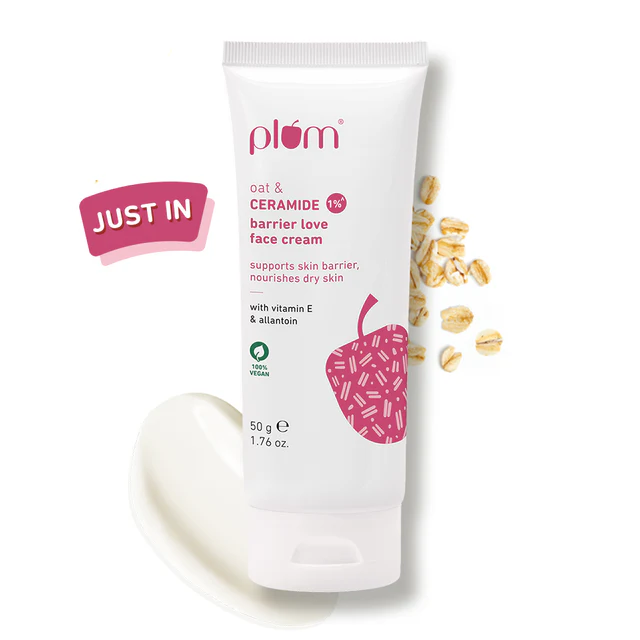 plum®
oat &
CERAMIDE 1%^
barrier love
face cream
supports skin barrier,
nourishes dry skin
with vitamin E
& allantoin
100%
VEGAN
50 g ℮
1.76 oz.
JUST IN